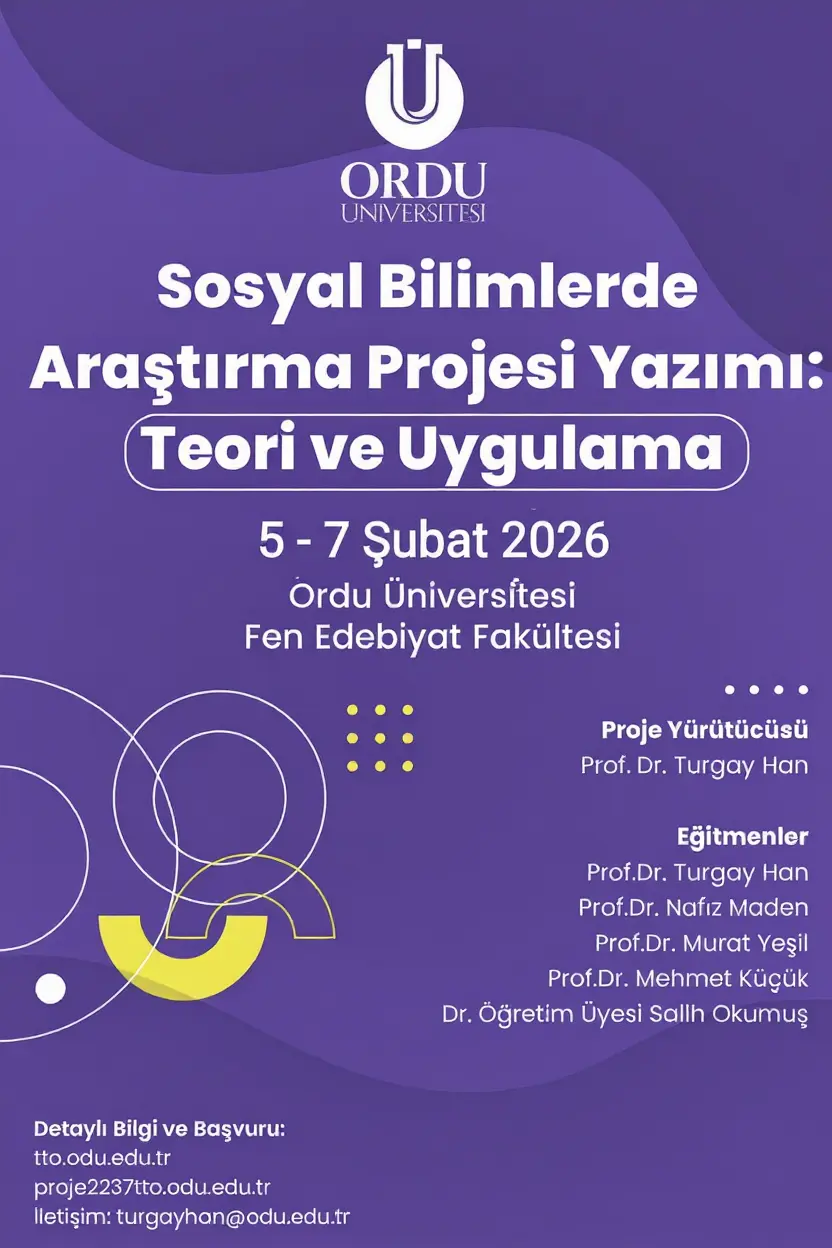 ORDU
ÜNİVERSİTESİ
Sosyal Bilimlerde
Araştırma Projesi Yazımı:
Teori ve Uygulama
5 - 7 Şubat 2026
Ordu Üniversitesi
Fen Edebiyat Fakültesi
Proje Yürütücüsü
Prof. Dr. Turgay Han
Eğitmenler
Prof.Dr. Turgay Han
Prof.Dr. Nafız Maden
Prof.Dr. Murat Yeşil
Prof.Dr. Mehmet Küçük
Dr. Öğretim Üyesi Sallh Okumuş
Detaylı Bilgi ve Başvuru:
tto.odu.edu.tr
proje2237tto.odu.edu.tr
İletişim: turgayhan@odu.edu.tr